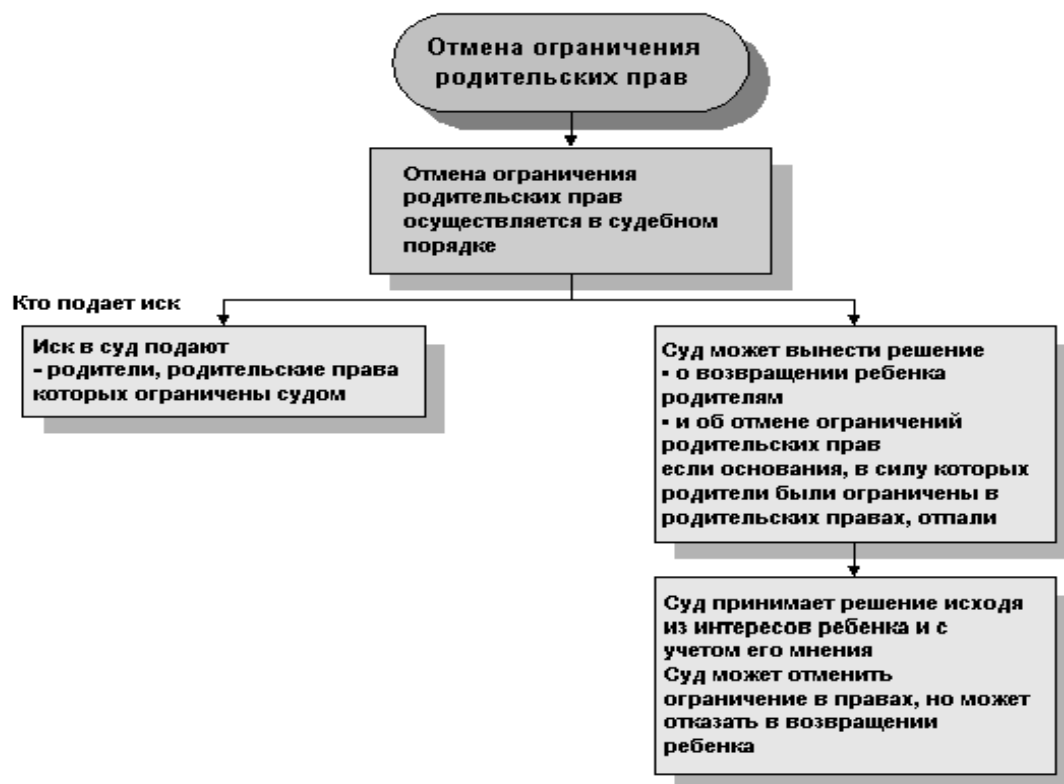 Отмена ограничения
родительских прав
Отмена ограничения
родительских прав
осуществляется в судебном
порядке
Кто подает иск
Иск в суд подают
- родители, родительские права
которых ограничены судом
Суд может вынести решение
- о возвращении ребенка
родителям
- и об отмене ограничений
родительских прав
если основания, в силу которых
родители были ограничены в
родительских правах, отпали
Суд принимает решение исходя
из интересов ребенка и с
учетом его мнения
Суд может отменить
ограничение в правах, но может
отказать в возвращении
ребенка